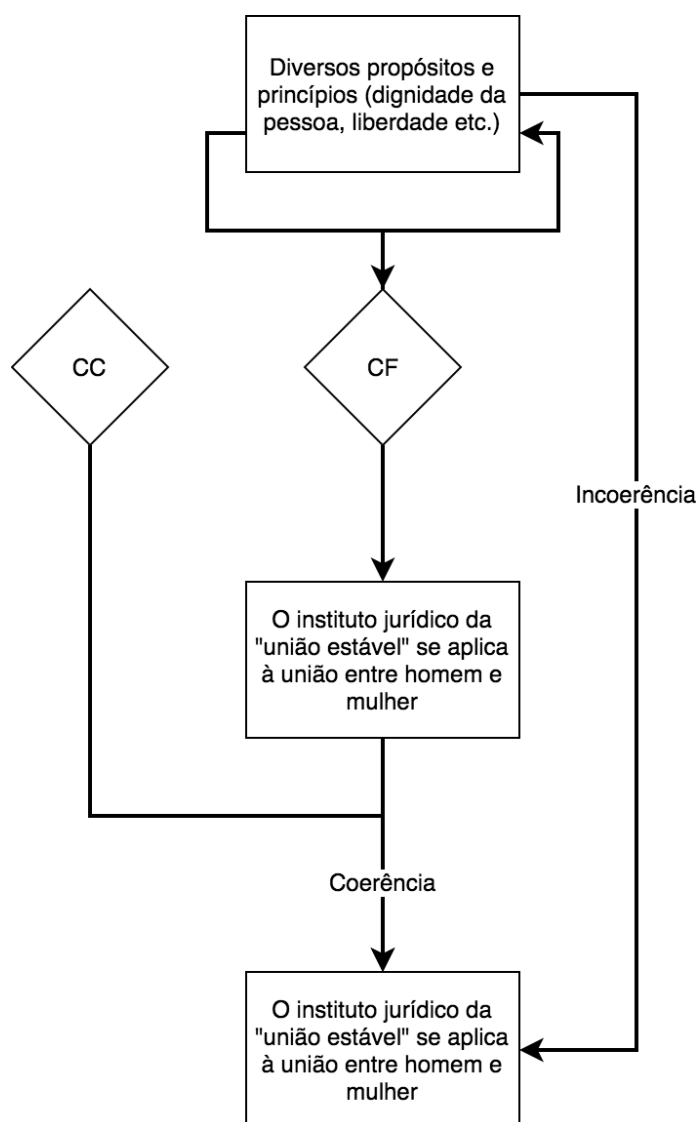 Diversos propósitos e
princípios (dignidade da
pessoa, liberdade etc.)
CC
CF
Incoerência
O instituto jurídico da
"união estável" se aplica
à união entre homem e
mulher
Coerência
O instituto jurídico da
"união estável" se aplica
à união entre homem e
mulher